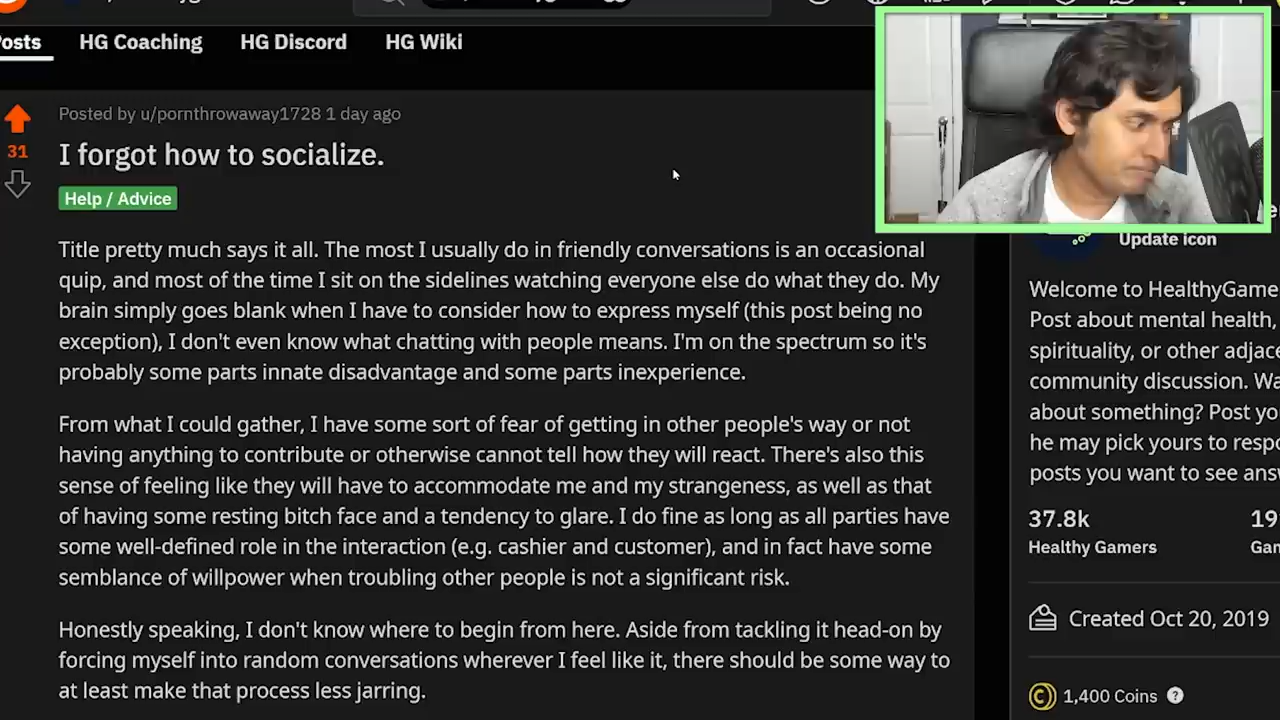 Posts HG Coaching HG Discord HG Wiki
Posted by u/pornthrowaway1728 1 day ago
31
I forgot how to socialize.
Help / Advice
Title pretty much says it all. The most I usually do in friendly conversations is an occasional
quip, and most of the time I sit on the sidelines watching everyone else do what they do. My
brain simply goes blank when I have to consider how to express myself (this post being no
exception), I don't even know what chatting with people means. I'm on the spectrum so it's
probably some parts innate disadvantage and some parts inexperience.
From what I could gather, I have some sort of fear of getting in other people's way or not
having anything to contribute or otherwise cannot tell how they will react. There's also this
sense of feeling like they will have to accommodate me and my strangeness, as well as that
of having some resting bitch face and a tendency to glare. I do fine as long as all parties have
some well-defined role in the interaction (e.g. cashier and customer), and in fact have some
semblance of willpower when troubling other people is not a significant risk.
Honestly speaking, I don't know where to begin from here. Aside from tackling it head-on by
forcing myself into random conversations wherever I feel like it, there should be some way to
at least make that process less jarring.
Update icon
Welcome to HealthyGame
Post about mental health,
spirituality, or other adjace
community discussion. Wa
about something? Post yo
he may pick yours to respo
posts you want to see ans
37.8k 19
Healthy Gamers Gan
Created Oct 20, 2019
1,400 Coins ?